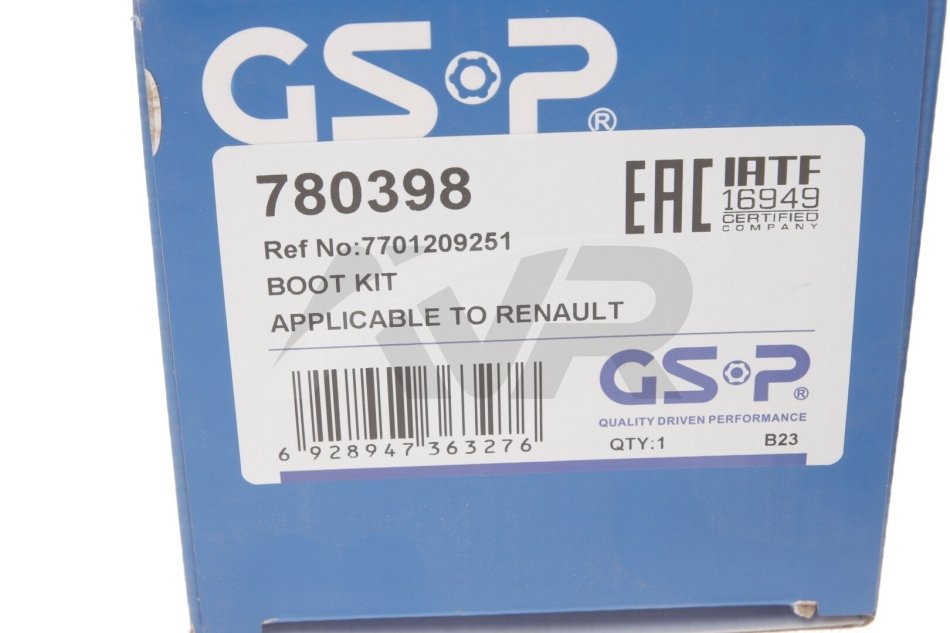 GSP®
780398
EAC
IATF
16949
CERTIFIED
COMPANY
Ref No:7701209251
BOOT KIT
APPLICABLE TO RENAULT
GSP®
QUALITY DRIVEN PERFORMANCE
6 928947 363276
QTY:1 B23